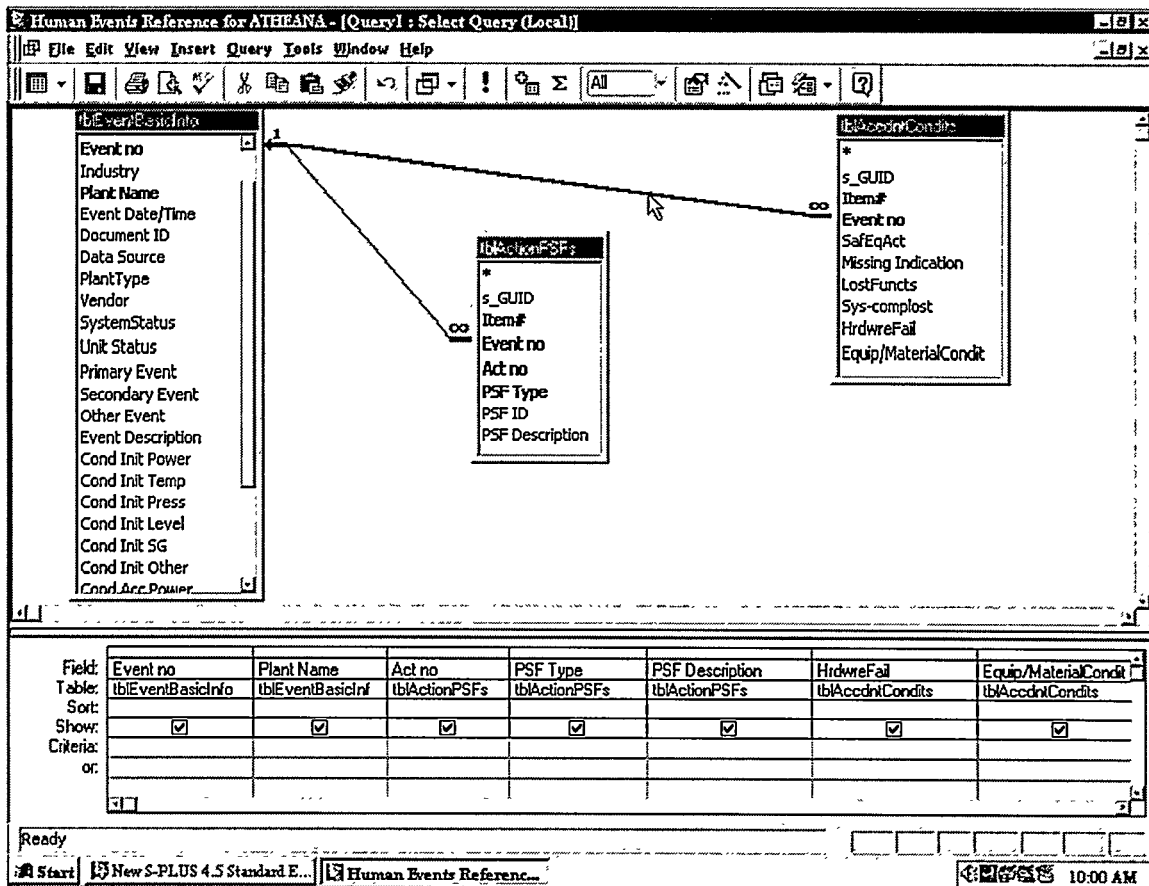 Human Events Reference for ATHEANA - [Query1 : Select Query (Local)]
File Edit View Insert Query Tools Window Help
All
tblEventBasicInfo
Event no
Industry
Plant Name
Event Date/Time
Document ID
Data Source
PlantType
Vendor
SystemStatus
Unit Status
Primary Event
Secondary Event
Other Event
Event Description
Cond Init Power
Cond Init Temp
Cond Init Press
Cond Init Level
Cond Init SG
Cond Init Other
Cond Acc Power
1
∞
tblActionPSFs
*
s_GUID
Item#
Event no
Act no
PSF Type
PSF ID
PSF Description
∞
tblAccdntCondits
*
s_GUID
Item#
Event no
SafEqAct
Missing Indication
LostFuncts
Sys-complost
HrdwreFail
Equip/MaterialCondit
Field: Event no Plant Name Act no PSF Type PSF Description HrdwreFail Equip/MaterialCondit
Table: tblEventBasicInfo tblEventBasicInf tblActionPSFs tblActionPSFs tblActionPSFs tblAccdntCondits tblAccdntCondits
Sort:
Show:
Criteria:
or:
Ready
Start New S-PLUS 4.5 Standard E... Human Events Referenc... 10:00 AM